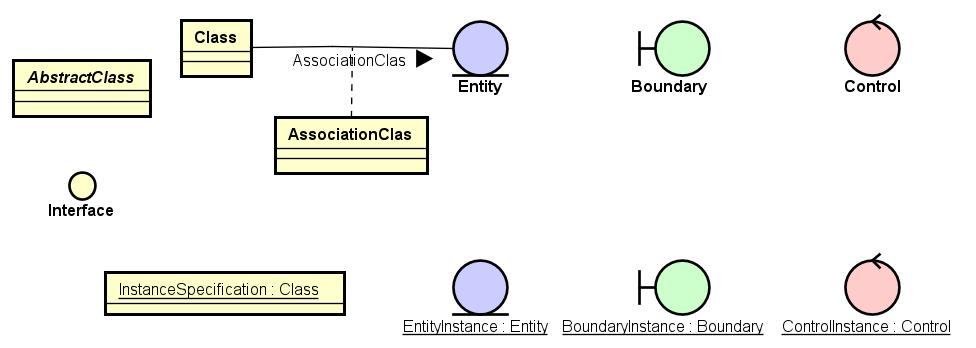 Class
AssociationClas
AbstractClass
Entity
Boundary
Control
AssociationClas
Interface
InstanceSpecification : Class
EntityInstance : Entity
BoundaryInstance : Boundary
ControlInstance : Control